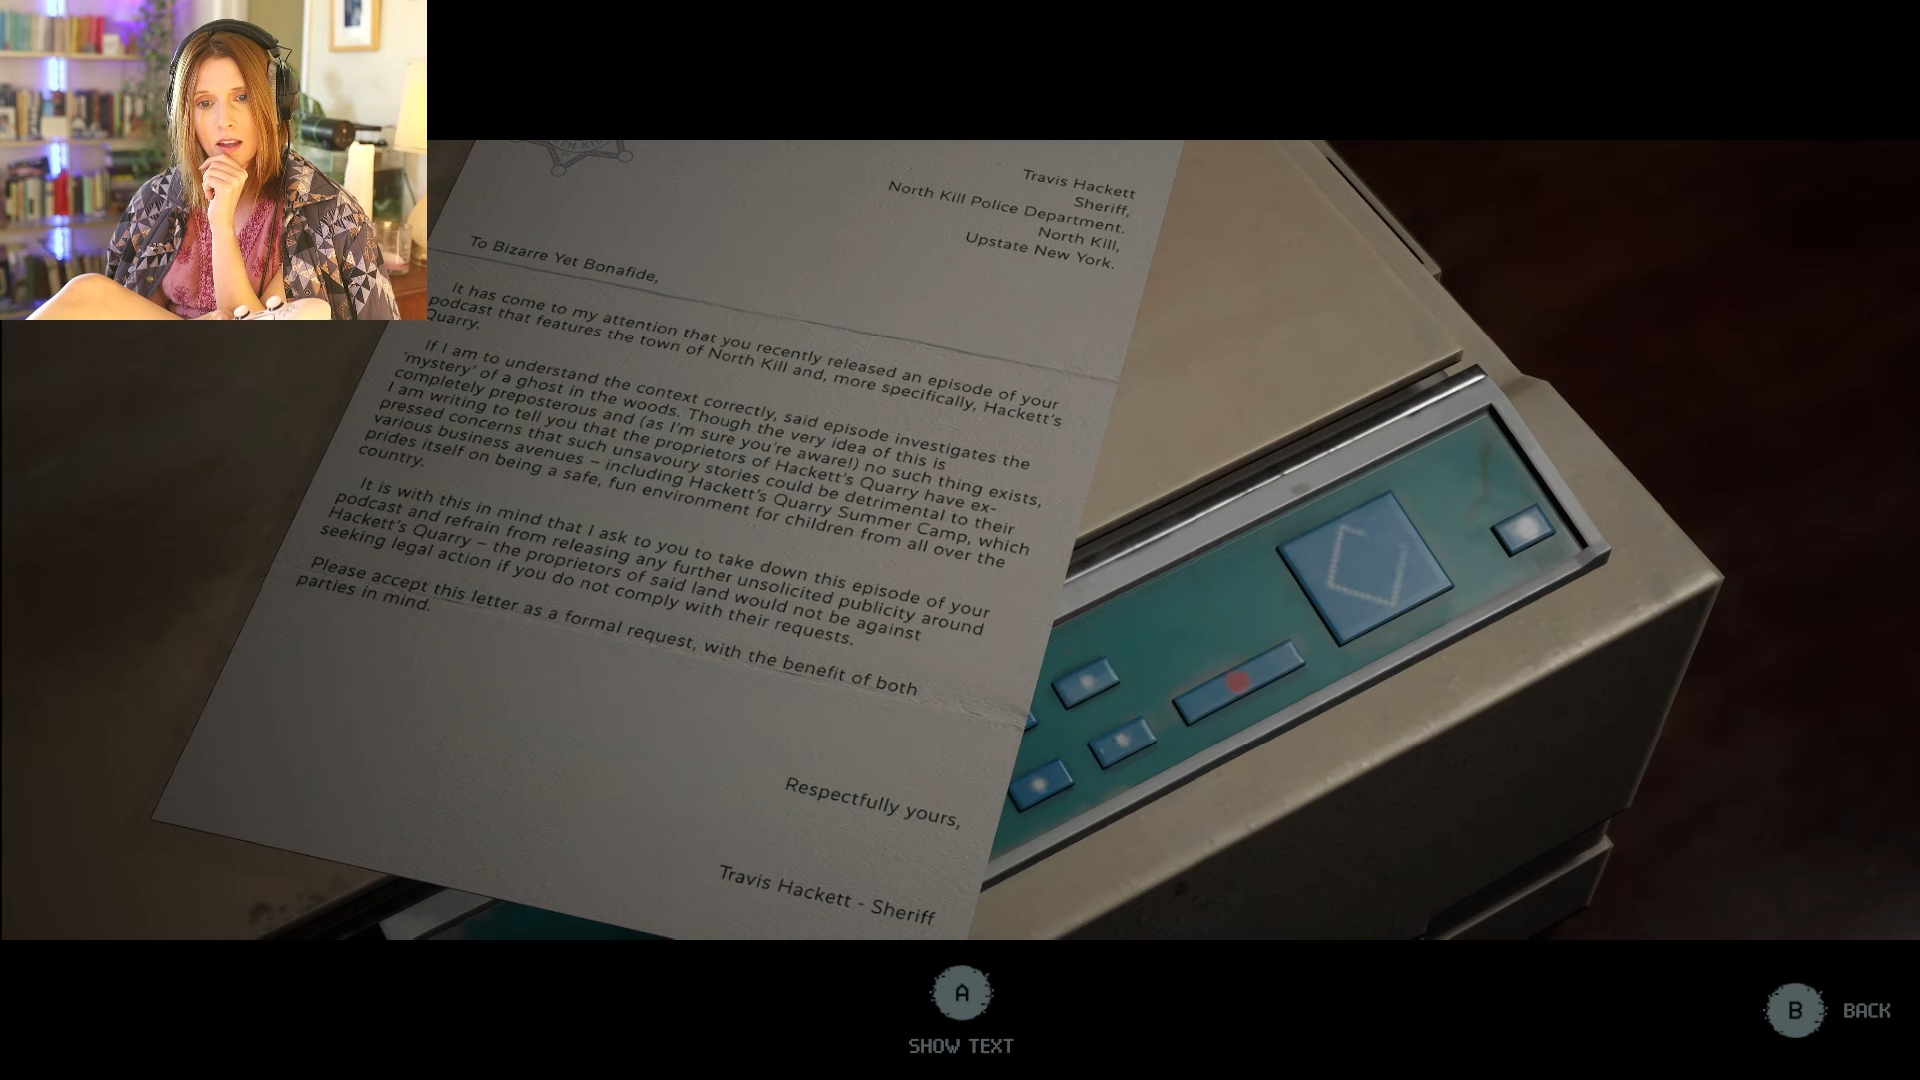 Travis Hackett
Sheriff,
North Kill Police Department.
North Kill,
Upstate New York.
To Bizarre Yet Bonafide,
It has come to my attention that you recently released an episode of your
podcast that features the town of North Kill and, more specifically, Hackett's
Quarry.
If I am to understand the context correctly, said episode investigates the
'mystery' of a ghost in the woods. Though the very idea of this is
completely preposterous and (as I'm sure you're aware!) no such thing exists,
I am writing to tell you that the proprietors of Hackett's Quarry have ex-
pressed concerns that such unsavoury stories could be detrimental to their
various business avenues – including Hackett's Quarry Summer Camp, which
prides itself on being a safe, fun environment for children from all over the
country.
It is with this in mind that I ask to you to take down this episode of your
podcast and refrain from releasing any further unsolicited publicity around
Hackett's Quarry – the proprietors of said land would not be against
seeking legal action if you do not comply with their requests.
Please accept this letter as a formal request, with the benefit of both
parties in mind.
Respectfully yours,
Travis Hackett - Sheriff
A
SHOW TEXT
B BACK